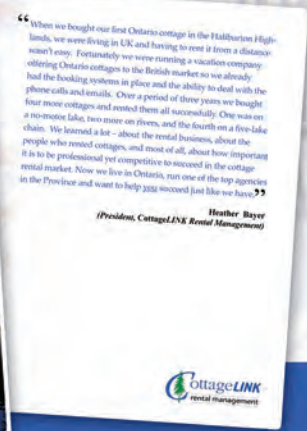 “When we bought our first Ontario cottage in the Haliburton High-
lands, we were living in UK and having to rent it from a distance
wasn't easy. Fortunately we were running a vacation company
offering Ontario cottages to the British market so we already
had the booking systems in place and the ability to deal with the
phone calls and emails. Over a period of three years we bought
four more cottages and rented them all successfully. One was on
a no-motor lake, two more on rivers, and the fourth on a five-lake
chain. We learned a lot – about the rental business, about the
people who rented cottages, and most of all, about how important
it is to be professional yet competitive to succeed in the cottage
rental market. Now we live in Ontario, run one of the top agencies
in the Province and want to help you succeed just like we have.”
Heather Bayer
(President, CottageLINK Rental Management)
CottageLINK
rental management